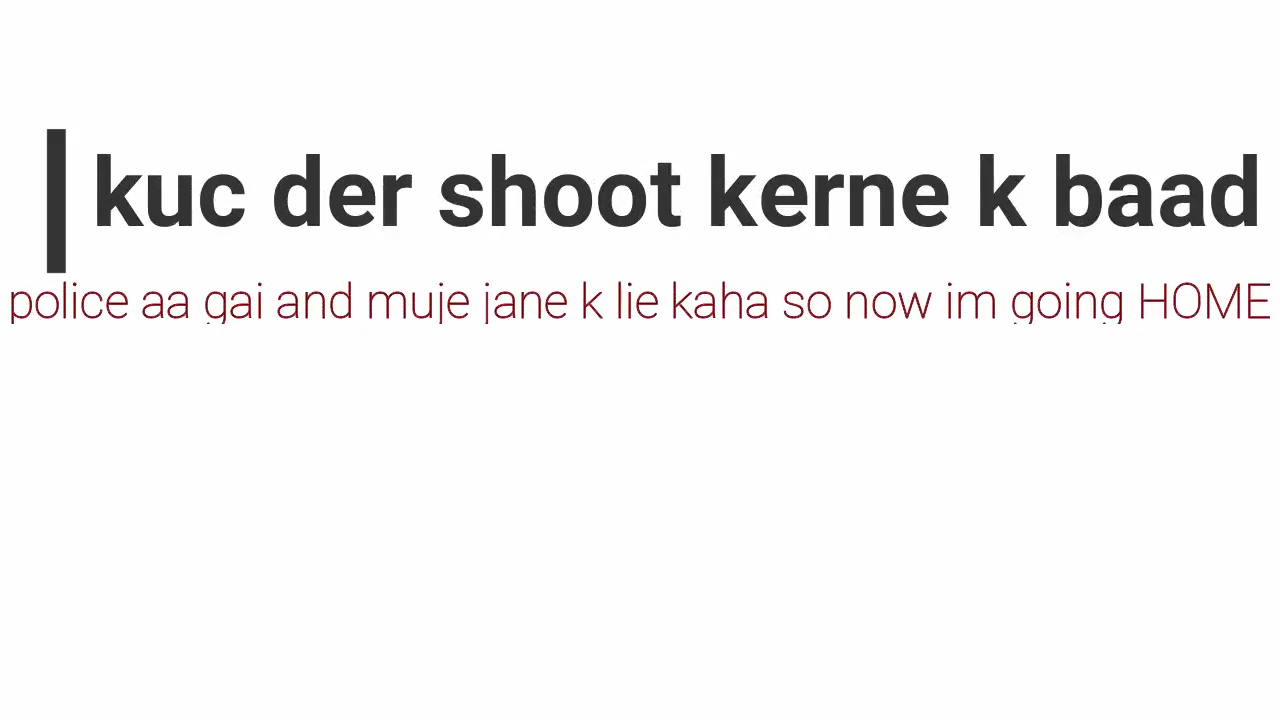 kuc der shoot kerne k baad
police aa gai and muje jane k lie kaha so now im going HOME